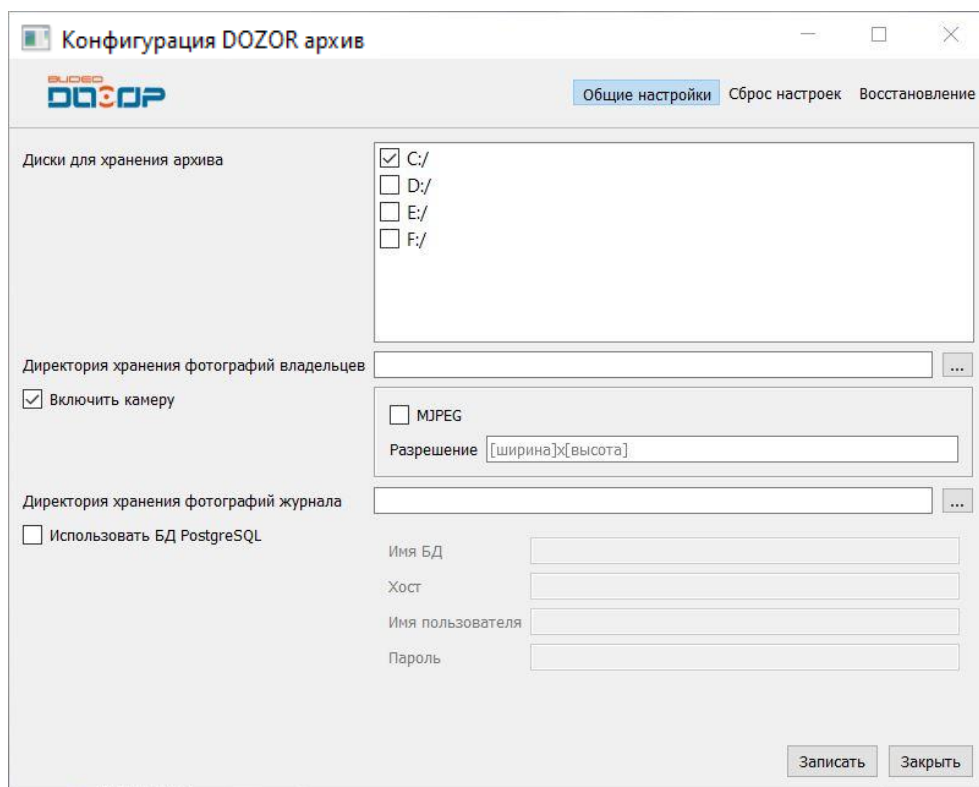 Конфигурация DOZOR архив
ВИДЕО
DOZOP
Общие настройки Сброс настроек Восстановление
Диски для хранения архива
C:/
D:/
E:/
F:/
Директория хранения фотографий владельцев ...
Включить камеру
MJPEG
Разрешение [ширина]x[высота]
Директория хранения фотографий журнала ...
Использовать БД PostgreSQL
Имя БД
Хост
Имя пользователя
Пароль
Записать Закрыть